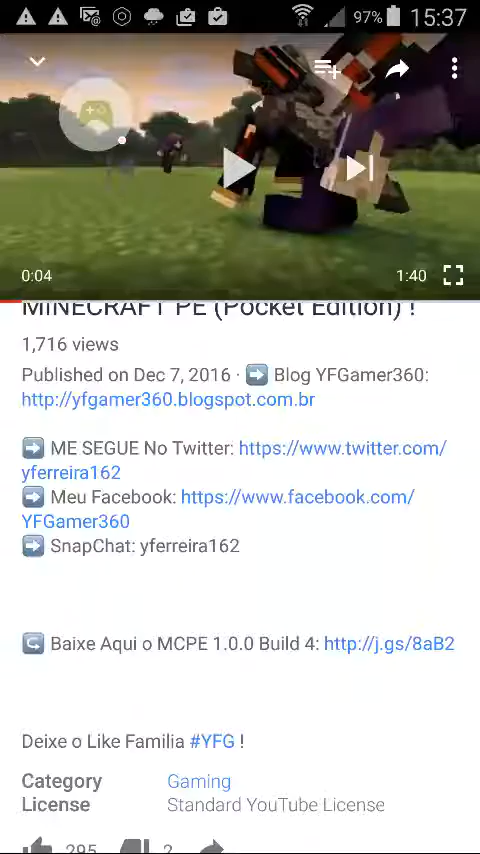 97% 15:37
0:04 1:40
MINECRAFT PE (Pocket Edition) !
1,716 views
Published on Dec 7, 2016 · ➡ Blog YFGamer360:
http://yfgamer360.blogspot.com.br
➡ ME SEGUE No Twitter: https://www.twitter.com/
yferreira162
➡ Meu Facebook: https://www.facebook.com/
YFGamer360
➡ SnapChat: yferreira162
↪ Baixe Aqui o MCPE 1.0.0 Build 4: http://j.gs/8aB2
Deixe o Like Familia #YFG !
Category Gaming
License Standard YouTube License
295 2